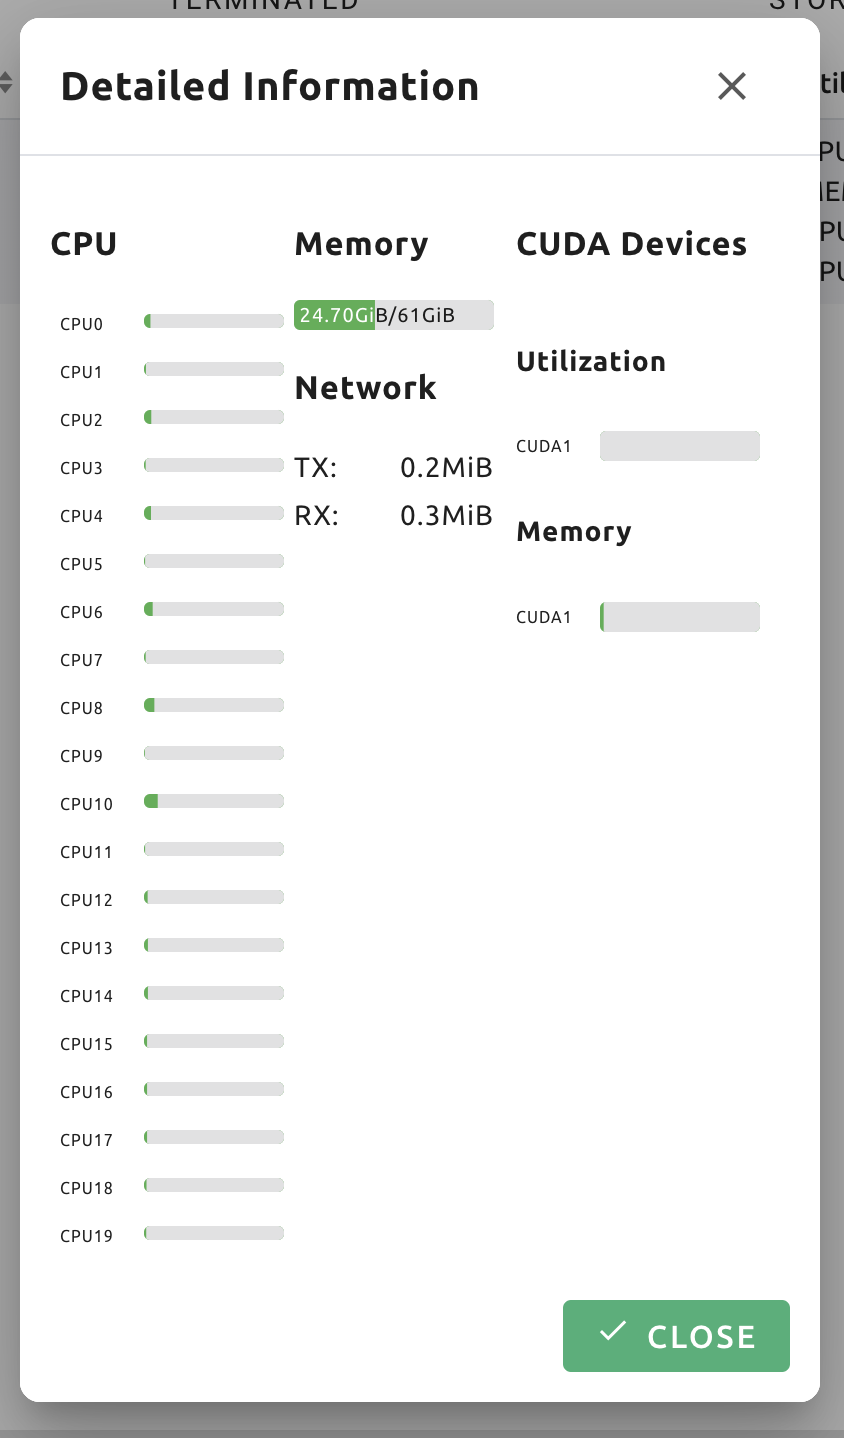 TERMINATED
Detailed Information
CPU
CPU0
CPU1
CPU2
CPU3
CPU4
CPU5
CPU6
CPU7
CPU8
CPU9
CPU10
CPU11
CPU12
CPU13
CPU14
CPU15
CPU16
CPU17
CPU18
CPU19
Memory
24.70GiB/61GiB
Network
TX: 0.2MiB
RX: 0.3MiB
CUDA Devices
Utilization
CUDA1
Memory
CUDA1
CLOSE